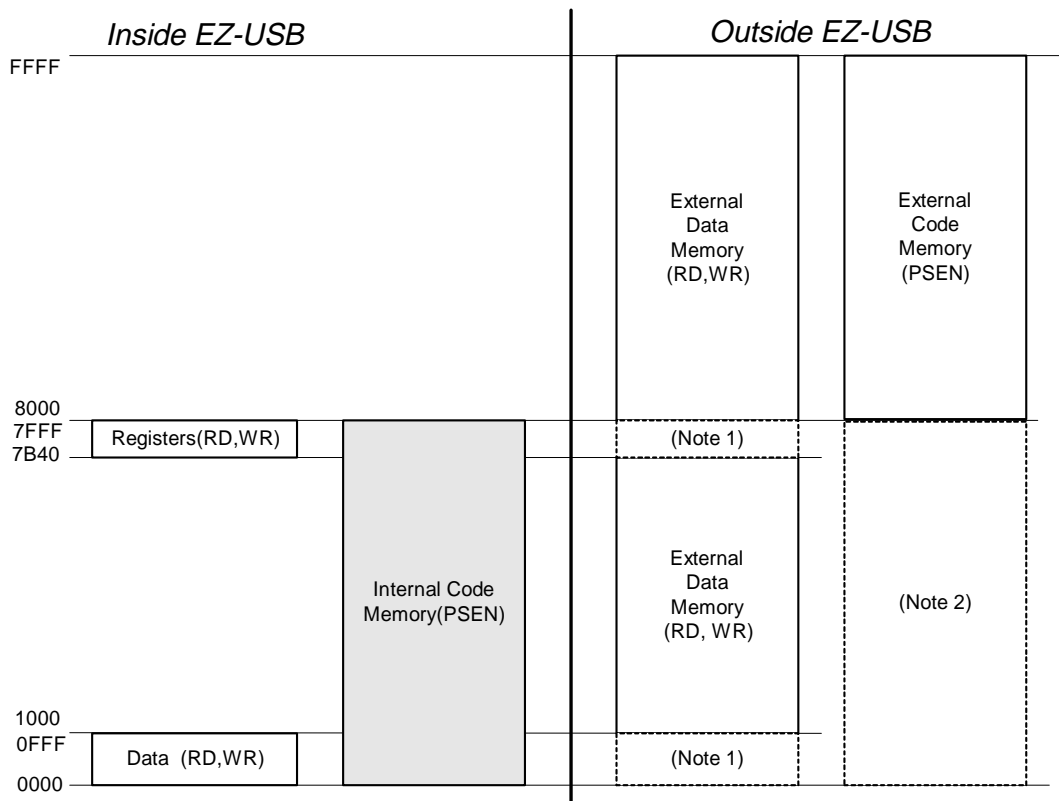 Inside EZ-USB
Outside EZ-USB
FFFF
External
Data
Memory
(RD,WR)
External
Code
Memory
(PSEN)
8000
7FFF
7B40
Registers(RD,WR)
(Note 1)
Internal Code
Memory(PSEN)
External
Data
Memory
(RD, WR)
(Note 2)
1000
0FFF
0000
Data (RD,WR)
(Note 1)